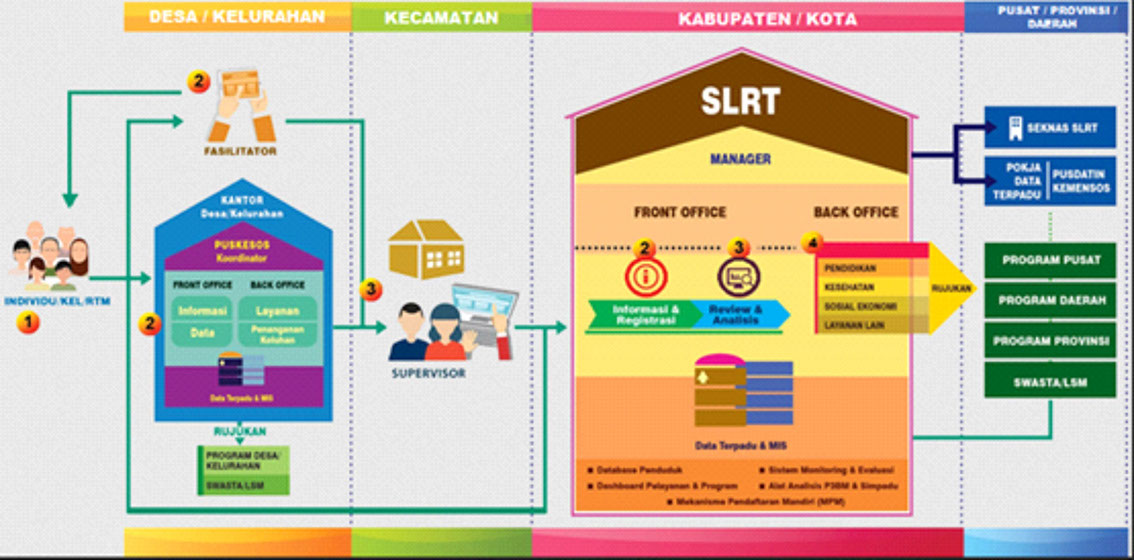 DESA / KELURAHAN
KECAMATAN
KABUPATEN / KOTA
PUSAT / PROVINSI /
DAERAH
2
FASILITATOR
INDIVIDU/KEL/RTM
1
KANTOR
Desa/Kelurahan
PUSKESOS
Koordinator
FRONT OFFICE
BACK OFFICE
Informasi
Layanan
Data
Penanganan
Keluhan
2
Data Terpadu & MIS
RUJUKAN
PROGRAM DESA/
KELURAHAN
SWASTA/LSM
3
SUPERVISOR
SLRT
MANAGER
FRONT OFFICE
BACK OFFICE
2
3
4
Informasi &
Registrasi
Review &
Analisis
PENDIDIKAN
KESEHATAN
SOSIAL EKONOMI
LAYANAN LAIN
RUJUKAN
Data Terpadu & MIS
Database Penduduk
Sistem Monitoring & Evaluasi
Dashboard Pelayanan & Program
Alat Analisis P3BM & Simpadu
Mekanisme Pendaftaran Mandiri (MPM)
SEKNAS SLRT
POKJA
DATA
TERPADU
PUSDATIN
KEMENSOS
PROGRAM PUSAT
PROGRAM DAERAH
PROGRAM PROVINSI
SWASTA/LSM